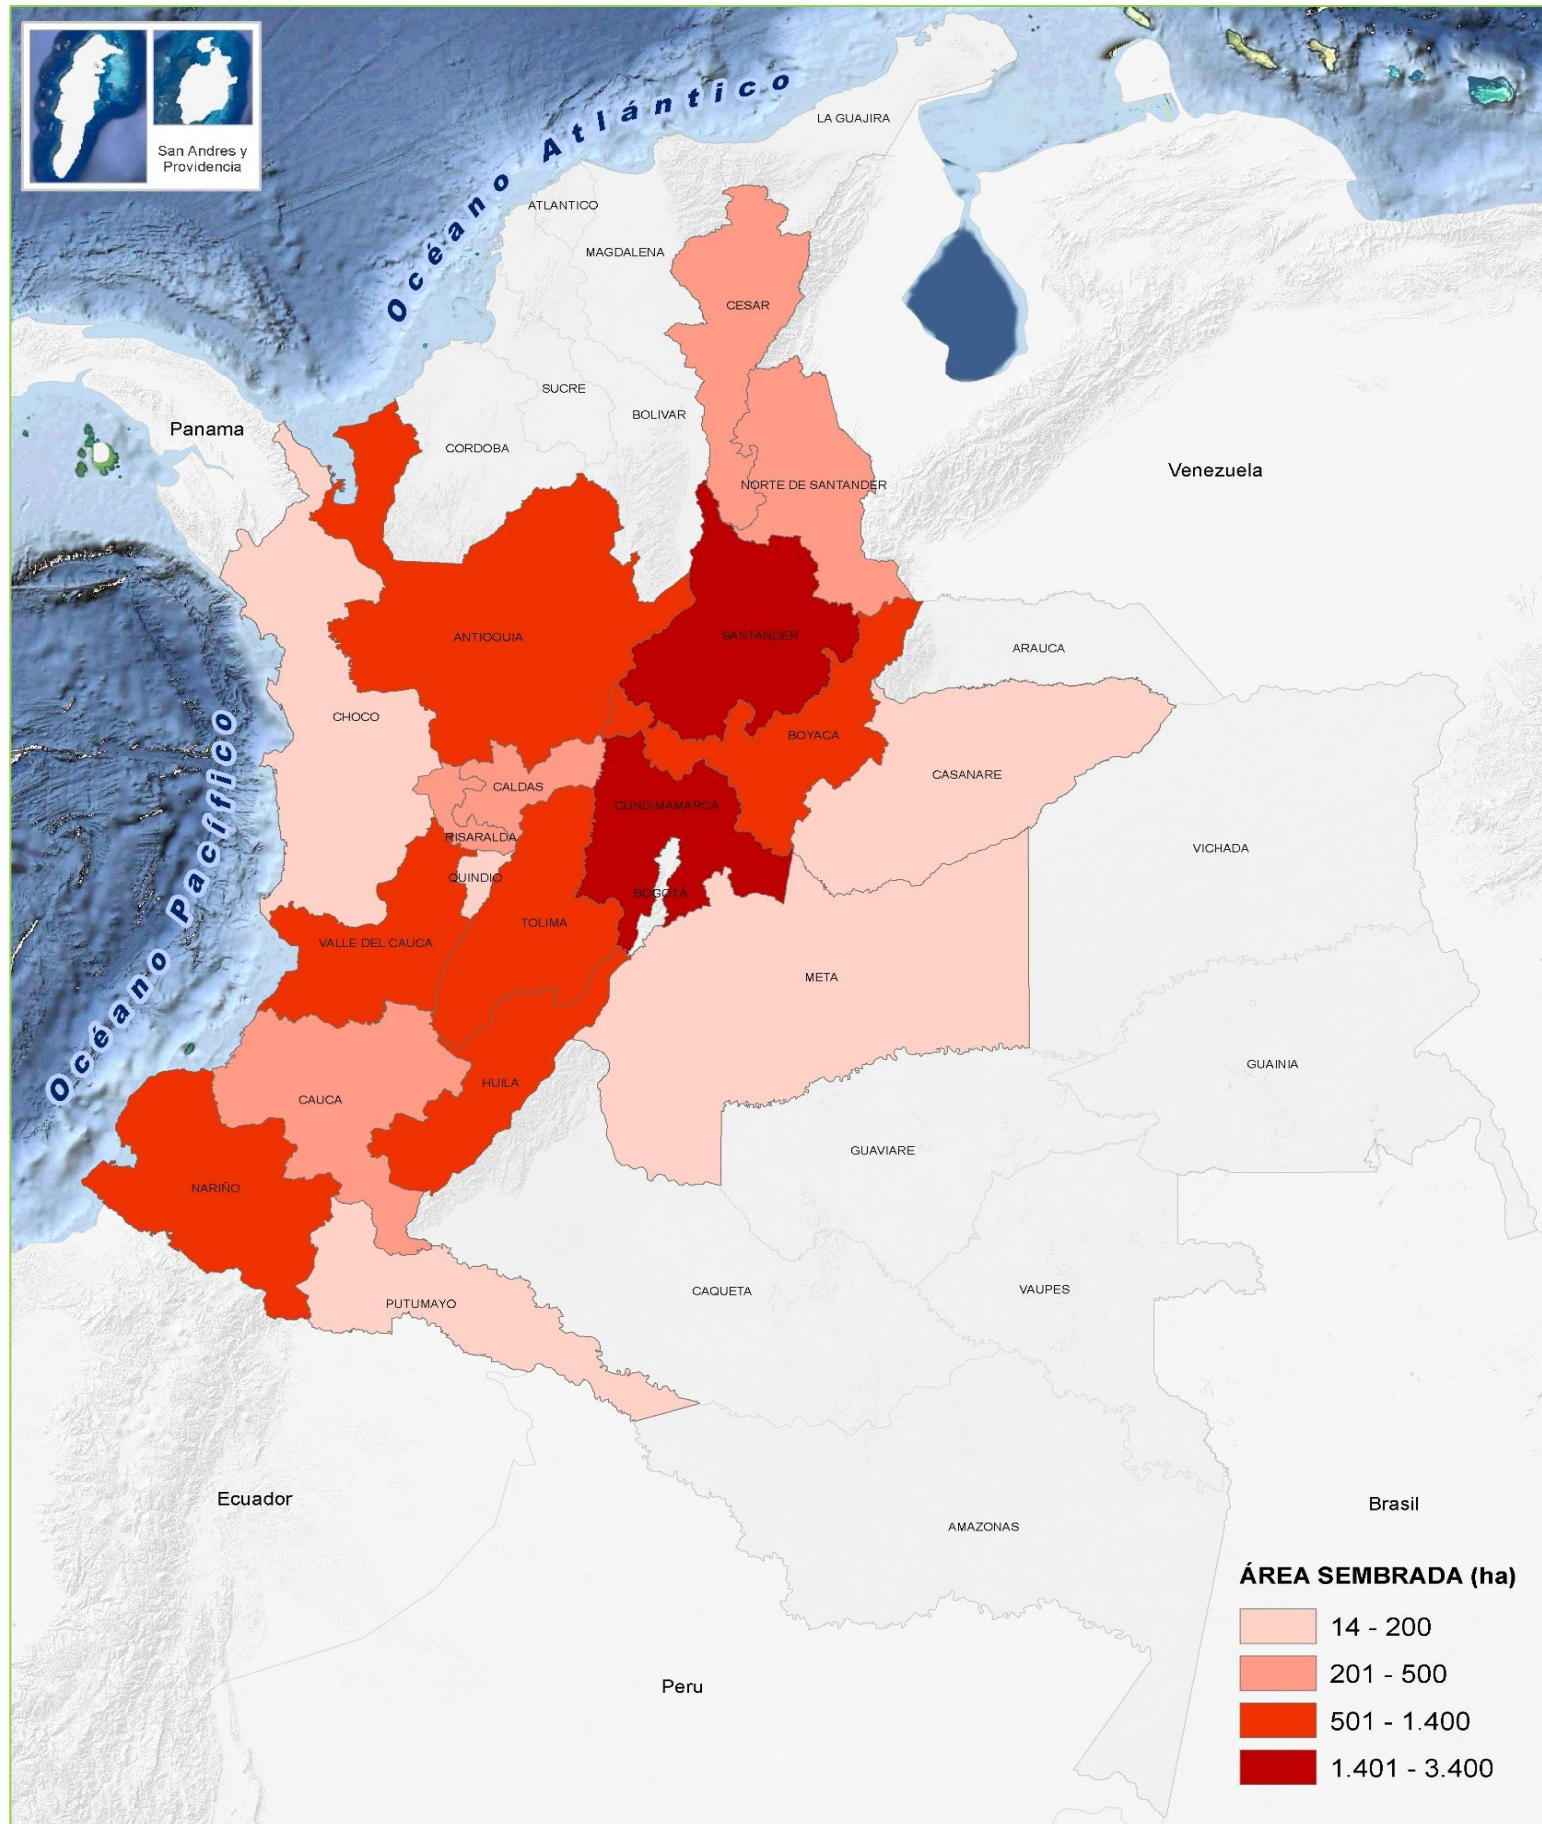 San Andres y
Providencia
Océano Atlántico
LA GUAJIRA
ATLANTICO
MAGDALENA
CESAR
SUCRE
BOLIVAR
CORDOBA
Panama
Venezuela
NORTE DE SANTANDER
ANTIOQUIA
SANTANDER
ARAUCA
CHOCO
BOYACA
CASANARE
CALDAS
CUNDIMAMARCA
RISARALDA
VICHADA
QUINDIO
BOGOTÁ
TOLIMA
VALLE DEL CAUCA
Océano Pacífico
META
GUAINIA
HUILA
CAUCA
GUAVIARE
NARIÑO
CAQUETA
VAUPES
PUTUMAYO
Ecuador
Brasil
AMAZONAS
Peru
ÁREA SEMBRADA (ha)
14 - 200
201 - 500
501 - 1.400
1.401 - 3.400